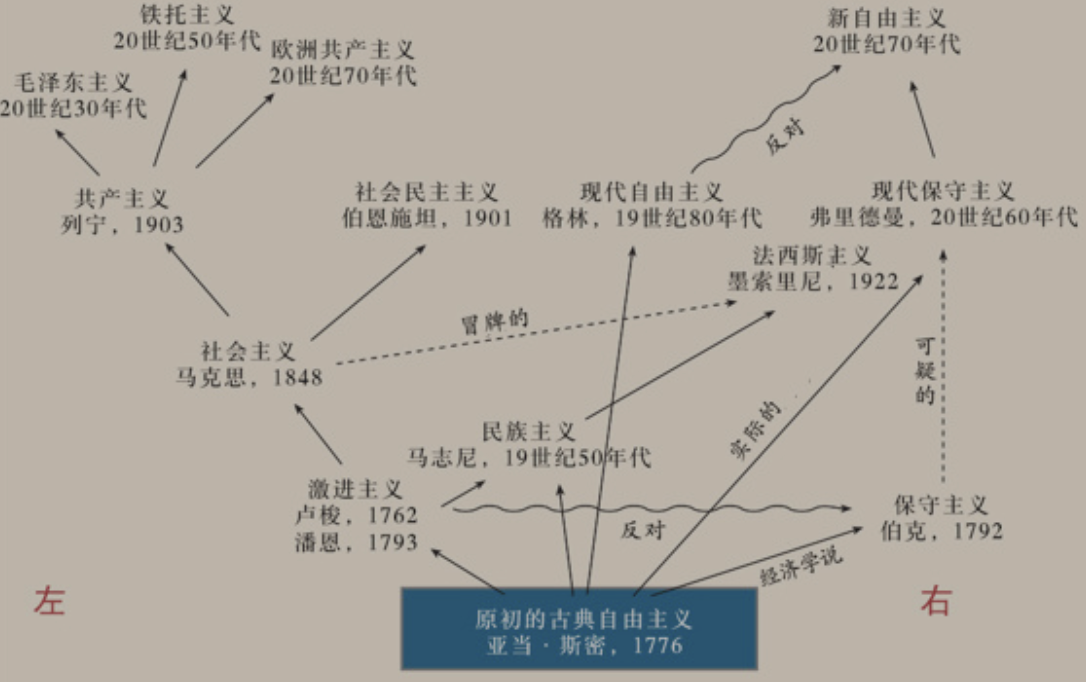 铁托主义
20世纪50年代
新自由主义
20世纪70年代
欧洲共产主义
20世纪70年代
毛泽东主义
20世纪30年代
反对
共产主义
列宁，1903
社会民主主义
伯恩施坦，1901
现代自由主义
格林，19世纪80年代
现代保守主义
弗里德曼，20世纪60年代
法西斯主义
墨索里尼，1922
冒牌的
社会主义
马克思，1848
可疑的
实际的
民族主义
马志尼，19世纪50年代
激进主义
卢梭，1762
潘恩，1793
反对
保守主义
伯克，1792
经济学说
左
右
原初的古典自由主义
亚当·斯密，1776